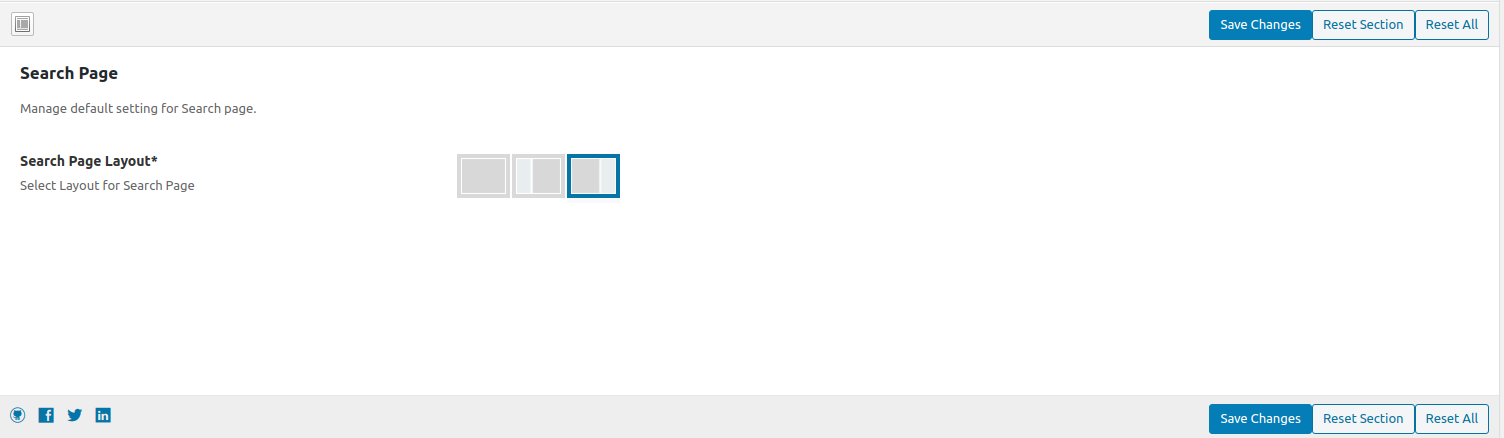 Save Changes Reset Section Reset All
Search Page
Manage default setting for Search page.
Search Page Layout*
Select Layout for Search Page
Save Changes Reset Section Reset All